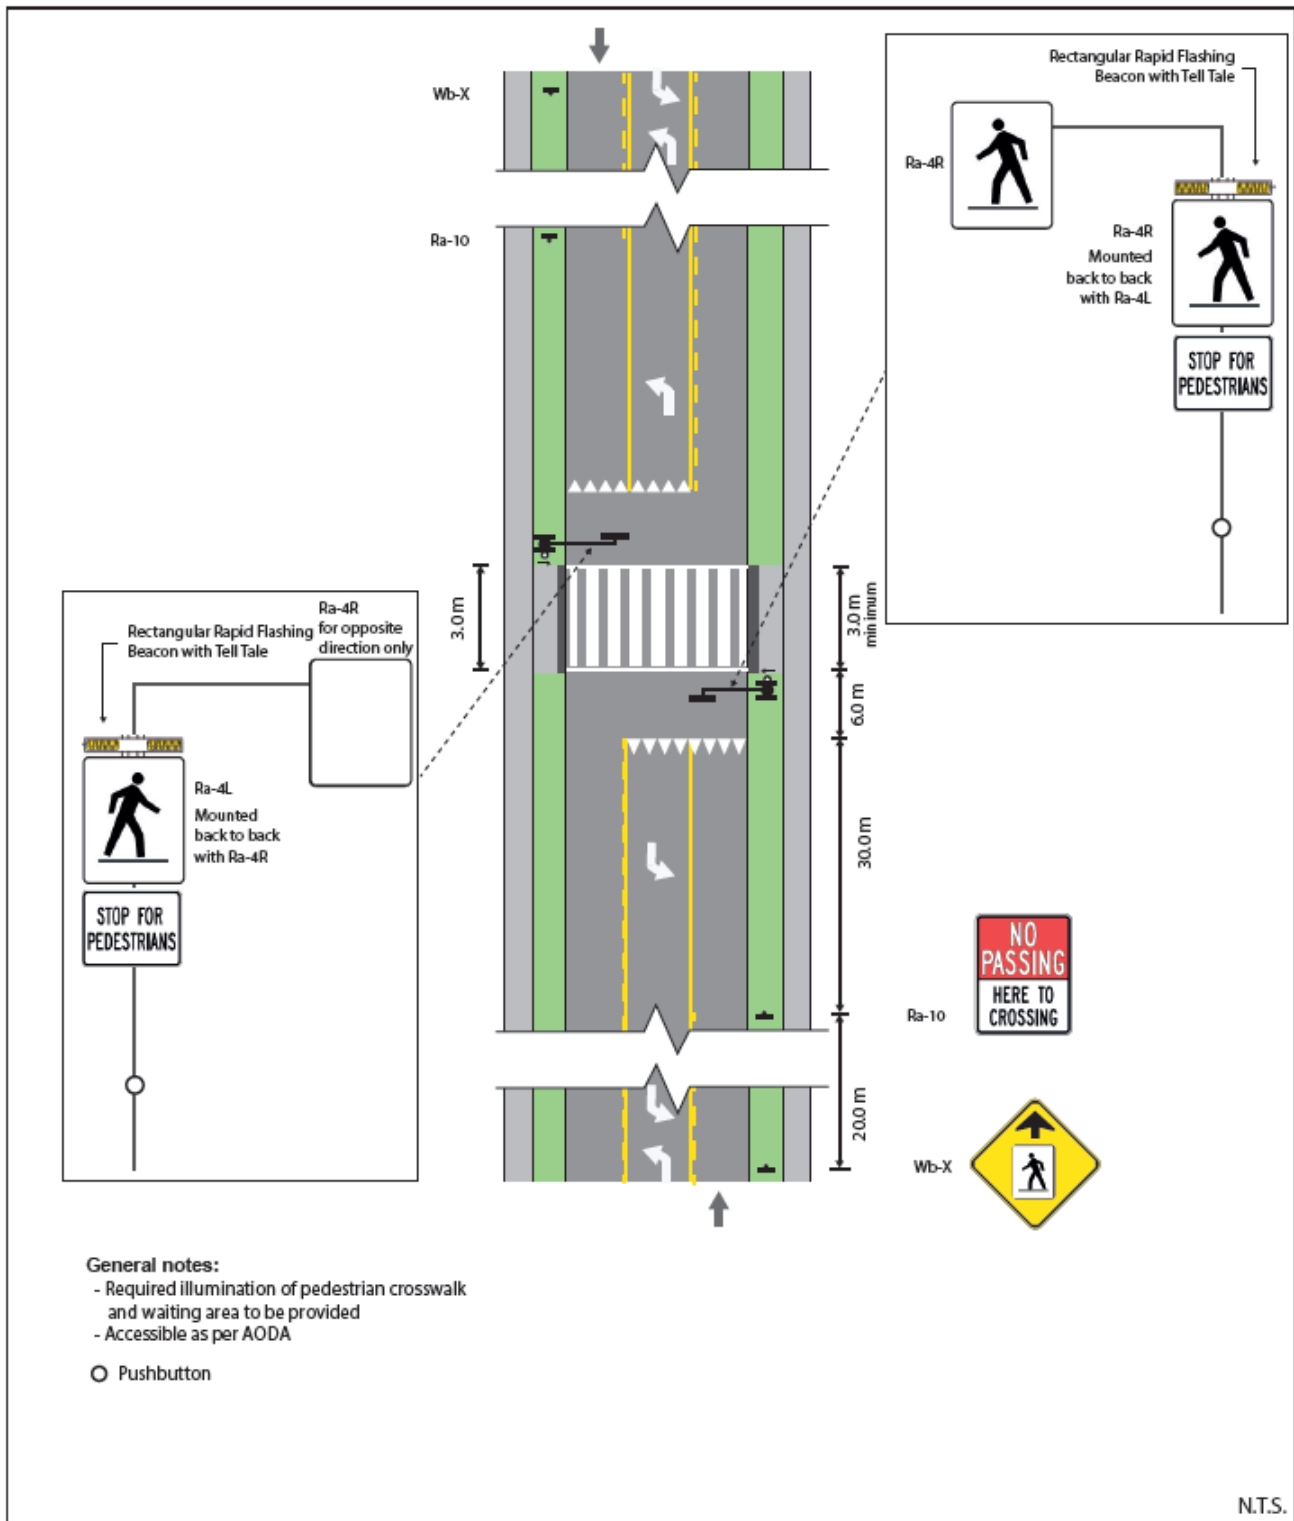 Wb-X
Ra-10
Rectangular Rapid Flashing
Beacon with Tell Tale
Ra-4R
Ra-4R
Mounted
back to back
with Ra-4L
STOP FOR
PEDESTRIANS
Ra-4R
for opposite
direction only
Rectangular Rapid Flashing
Beacon with Tell Tale
Ra-4L
Mounted
back to back
with Ra-4R
STOP FOR
PEDESTRIANS
3.0 m
3.0 m
minimum
6.0 m
30.0 m
20.0 m
Ra-10
NO
PASSING
HERE TO
CROSSING
Wb-X
General notes:
- Required illumination of pedestrian crosswalk
and waiting area to be provided
- Accessible as per AODA
Pushbutton
N.T.S.